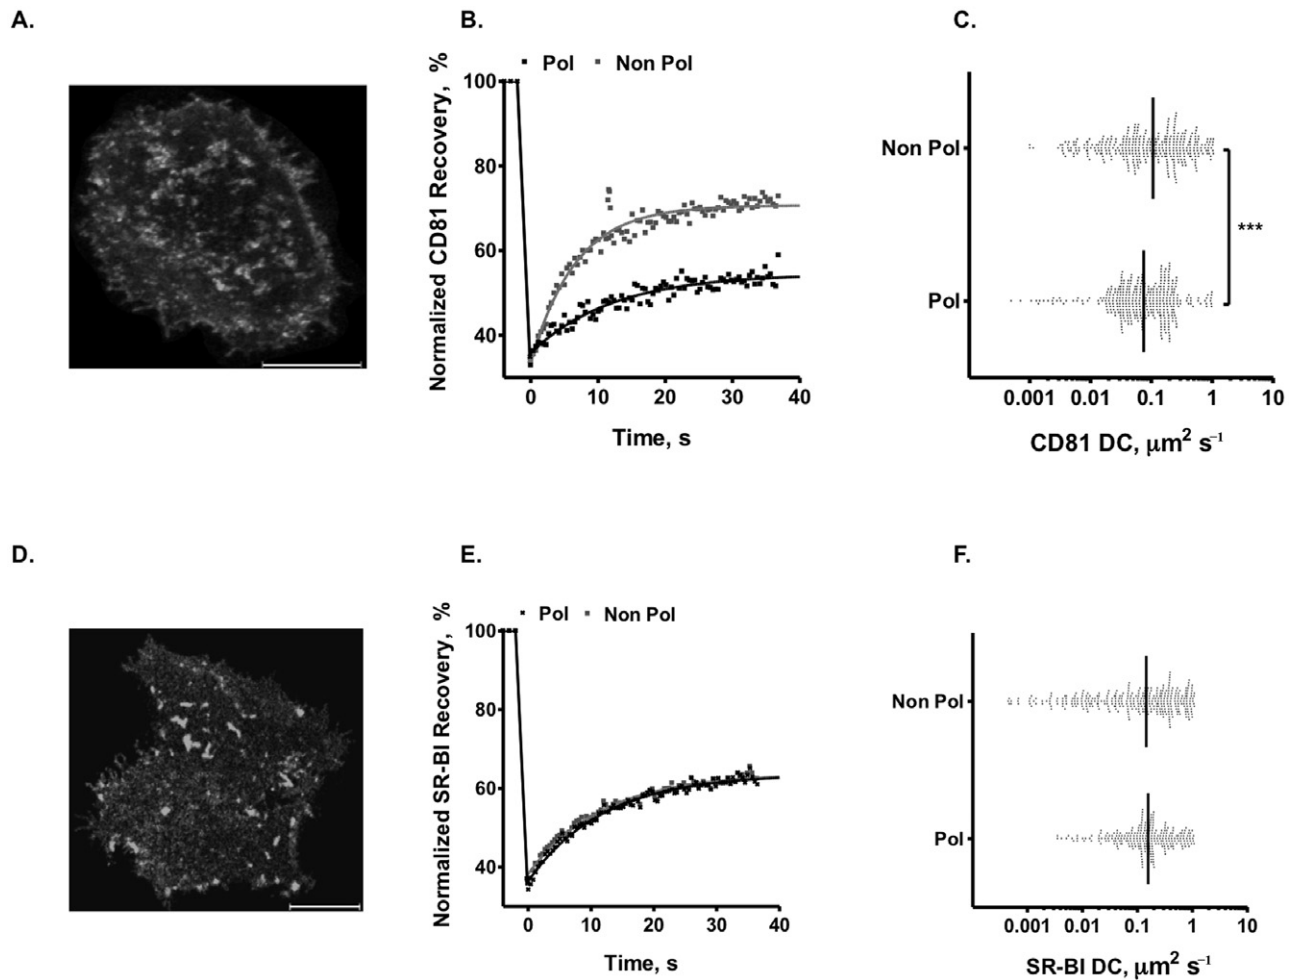 A.
B.
C.
Normalized CD81 Recovery, %
Pol Non Pol
100
80
60
40
0 10 20 30 40
Time, s
Non Pol
Pol
***
0.001 0.01 0.1 1 10
CD81 DC, μm² s⁻¹
D.
E.
F.
Normalized SR-BI Recovery, %
Pol Non Pol
100
80
60
40
0 10 20 30 40
Time, s
Non Pol
Pol
0.001 0.01 0.1 1 10
SR-BI DC, μm² s⁻¹